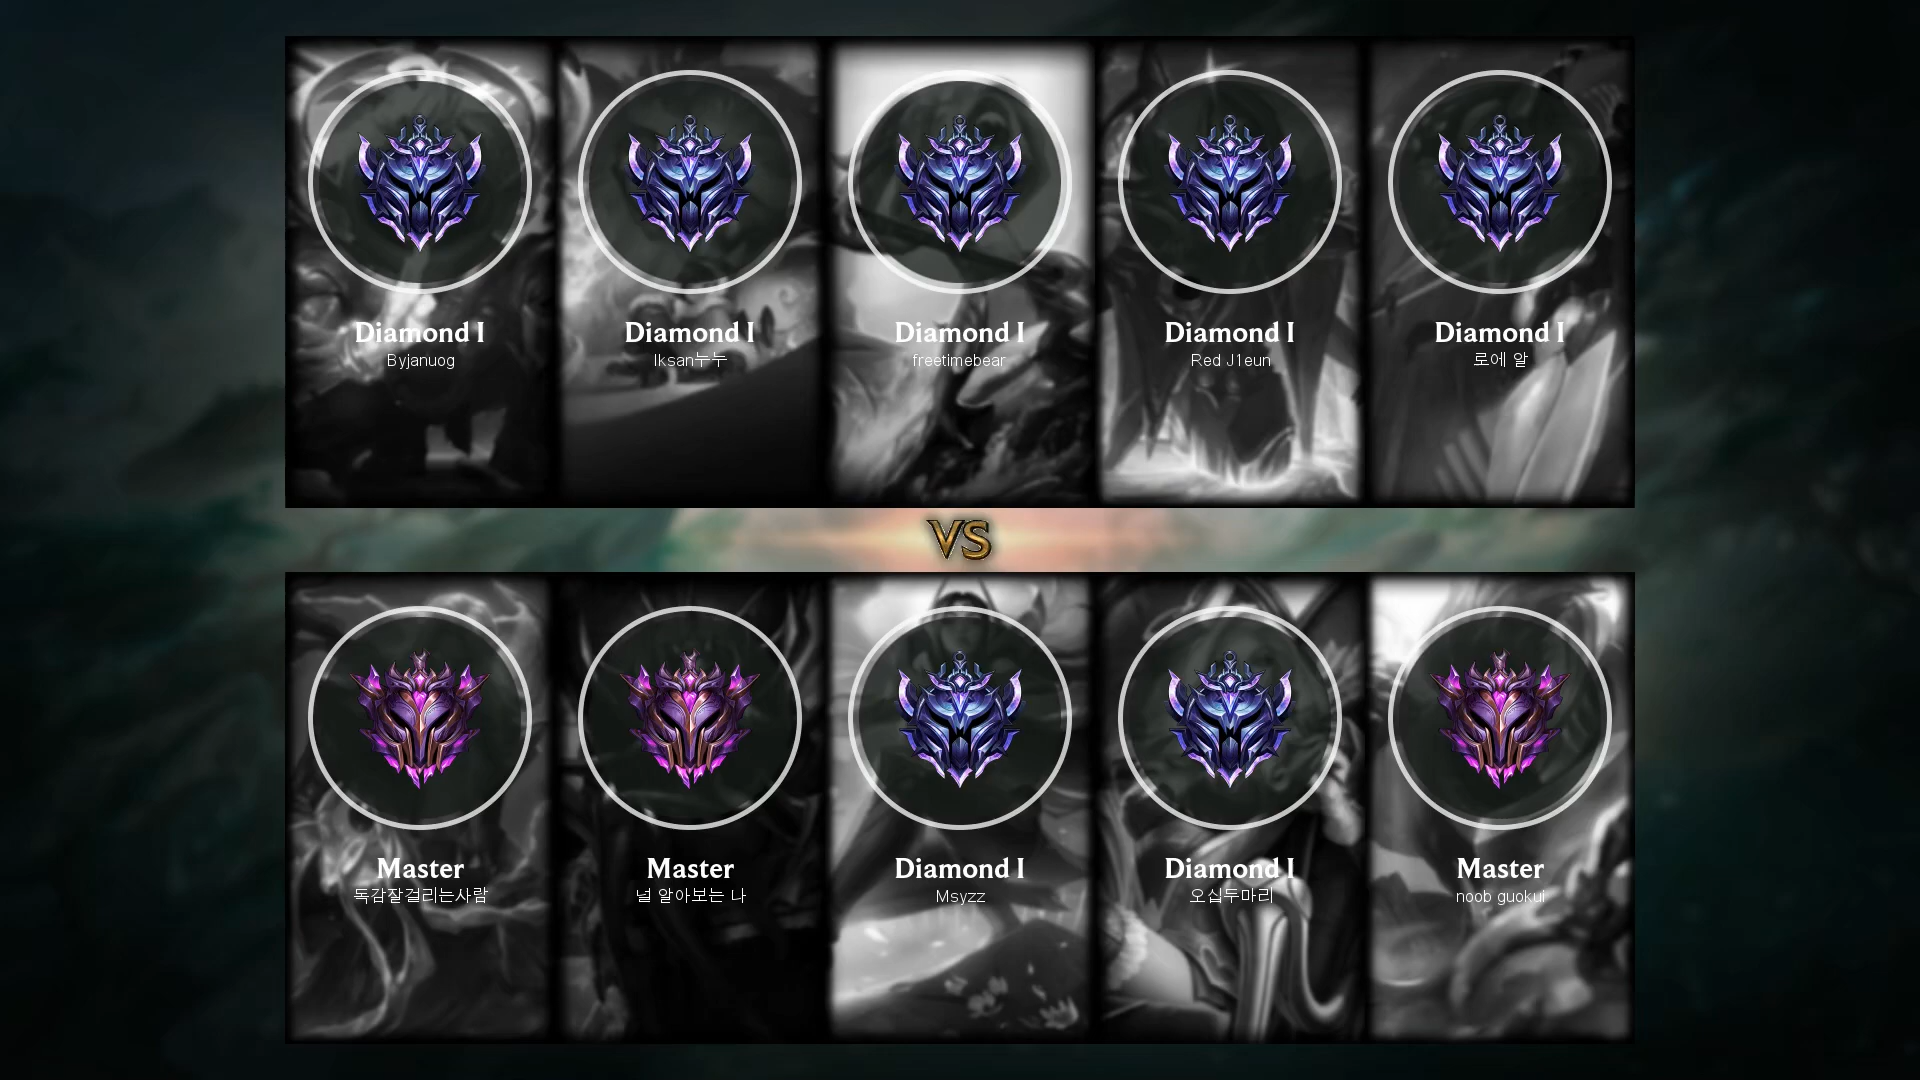 Diamond I
Byjanuog
Diamond I
Iksan누누
Diamond I
freetimebear
Diamond I
Red J1eun
Diamond I
로에 알
VS
Master
독감잘걸리는사람
Master
널 알아보는 나
Diamond I
Msyzz
Diamond I
오십두마리
Master
noob guokui